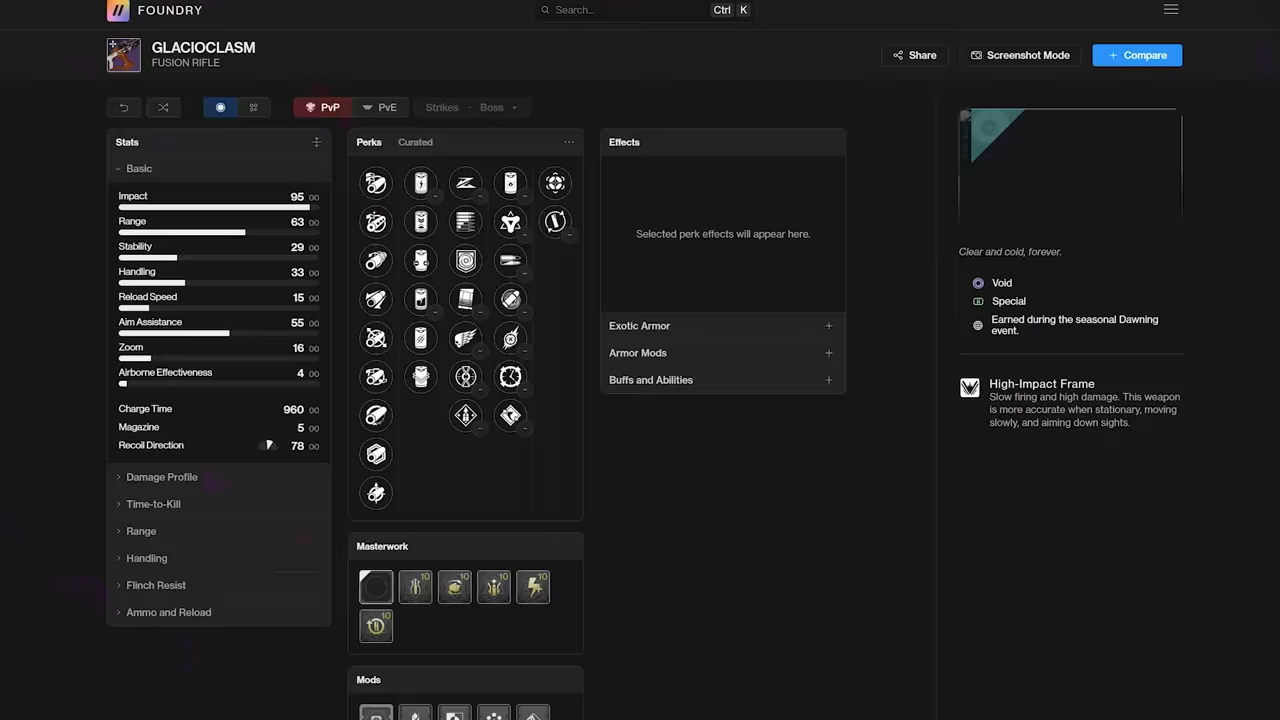 FOUNDRY
Search...
Ctrl K
GLACIOCLASM
FUSION RIFLE
Share
Screenshot Mode
+ Compare
PvP
PvE
Strikes - Boss
Stats
Basic
Impact 95 00
Range 63 00
Stability 29 00
Handling 33 00
Reload Speed 15 00
Aim Assistance 55 00
Zoom 16 00
Airborne Effectiveness 4 00
Charge Time 960 00
Magazine 5 00
Recoil Direction 78 00
Damage Profile
Time-to-Kill
Range
Handling
Flinch Resist
Ammo and Reload
Perks Curated ...
Masterwork
10 10 10 10
10
Mods
Effects
Selected perk effects will appear here.
Exotic Armor +
Armor Mods +
Buffs and Abilities +
Clear and cold, forever.
Void
Special
Earned during the seasonal Dawning
event.
High-Impact Frame
Slow firing and high damage. This weapon
is more accurate when stationary, moving
slowly, and aiming down sights.